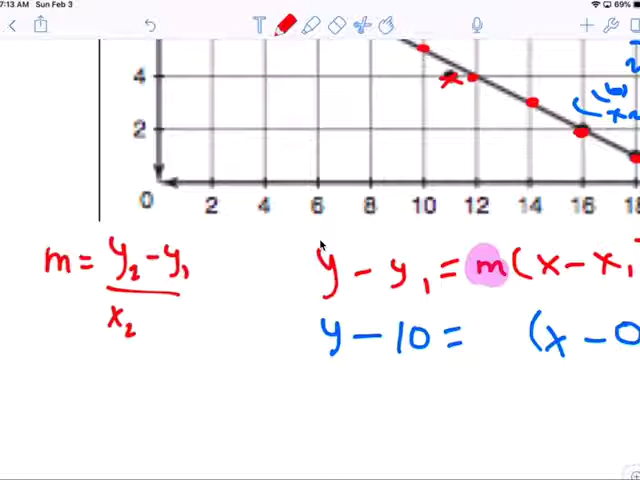 7:13 AM Sun Feb 3
69%
4
2
0 2 4 6 8 10 12 14 16 18
m = y₂ - y₁
x₂
y - y₁ = m(x - x₁
y - 10 = (x - 0